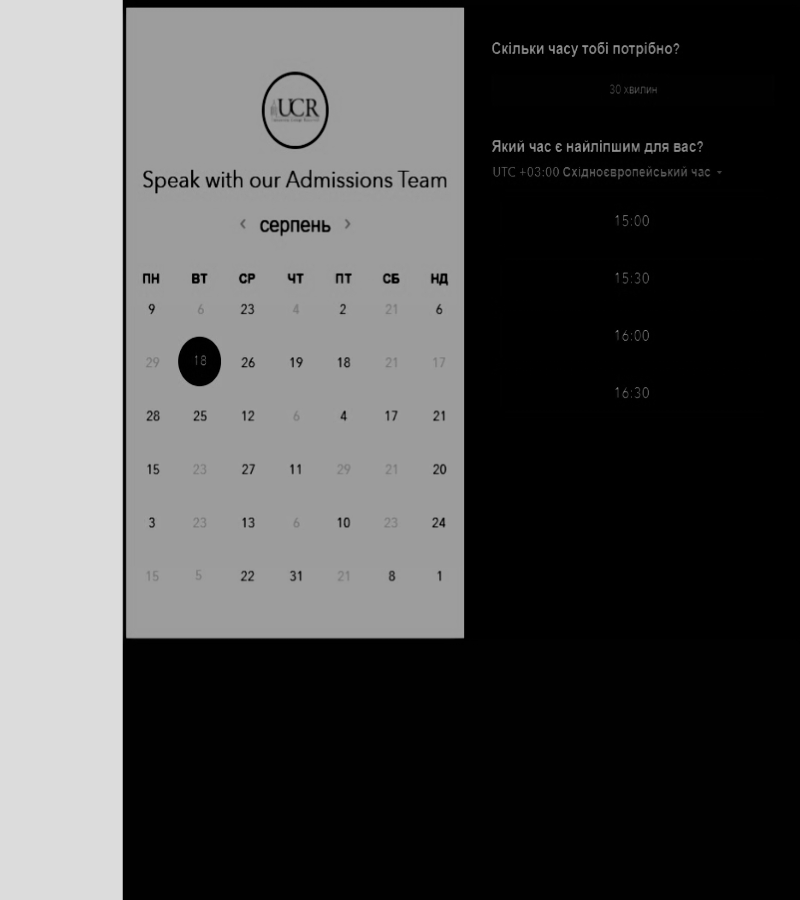 UCR
Speak with our Admissions Team
‹ серпень ›
ПН ВТ СР ЧТ ПТ СБ НД
9 6 23 4 2 21 6
29 18 26 19 18 21 17
28 25 12 6 4 17 21
15 23 27 11 29 21 20
3 23 13 6 10 23 24
15 5 22 31 21 8 1
Скільки часу тобі потрібно?
30 хвилин
Який час є найліпшим для вас?
UTC +03:00 Східноєвропейський час
15:00
15:30
16:00
16:30